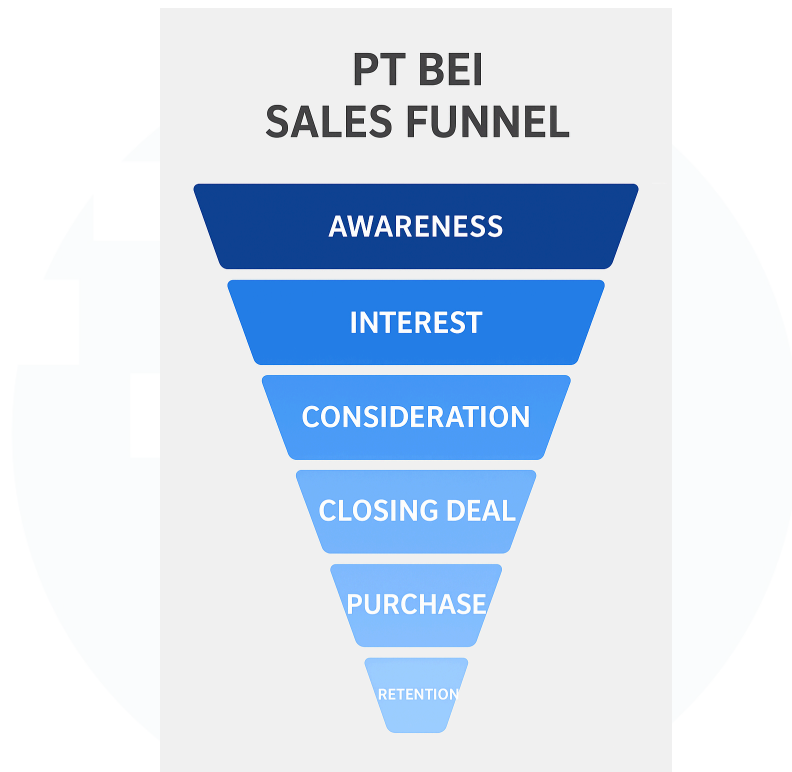 PT BEI
SALES FUNNEL
AWARENESS
INTEREST
CONSIDERATION
CLOSING DEAL
PURCHASE
RETENTION